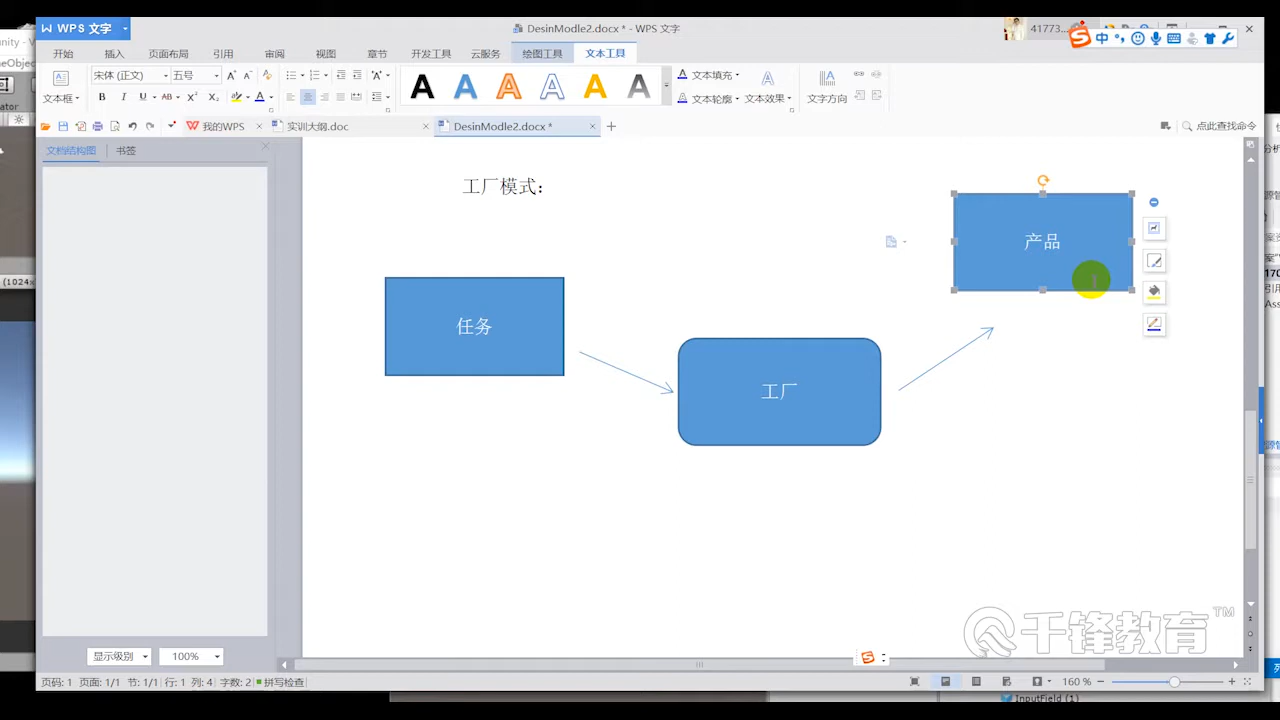 WPS 文字
DesinModle2.docx * - WPS 文字
41773...
中
开始 插入 页面布局 引用 审阅 视图 章节 开发工具 云服务 绘图工具 文本工具
文本框 宋体 (正文) 五号
文本填充 文本轮廓 文本效果 文字方向
我的WPS 实训大纲.doc DesinModle2.docx * 点此查找命令
文档结构图 书签
工厂模式：
产品
任务
工厂
千锋教育TM
显示级别 100%
页码: 1 页面: 1/1 节: 1/1 行: 1 列: 4 字数: 2 拼写检查 160 %
InputField (1)